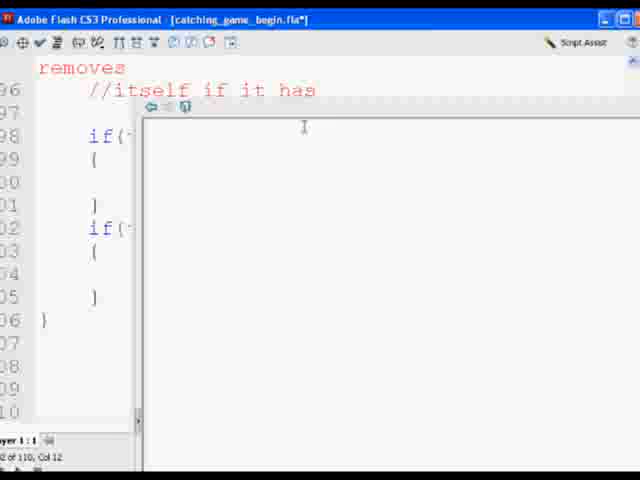 Adobe Flash CS3 Professional - [catching_game_begin.fla*]
Script Assist
removes
96 //itself if it has
97
98 if(
99 {
00
01 }
02 if(
03 {
04
05 }
06 }
07
08
09
10
ayer 1 : 1
of 110, Col 12